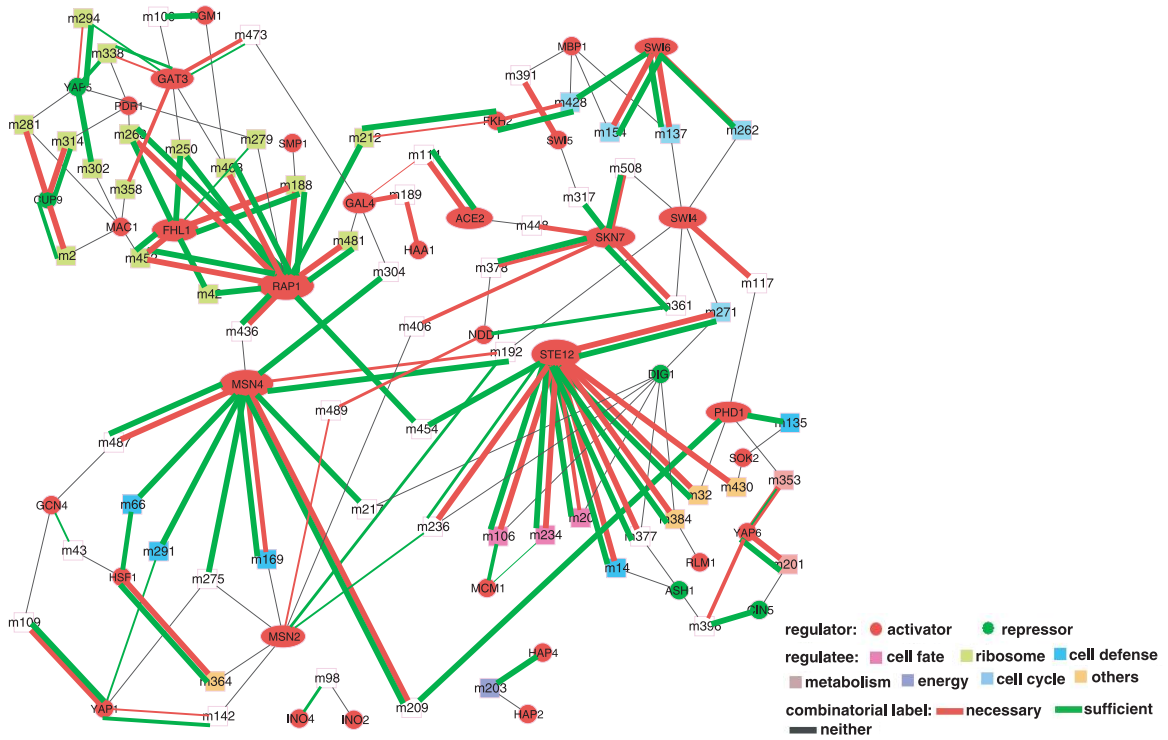 m294
m106
RGM1
m473
m338
GAT3
YAP5
PDR1
MBP1
SWI6
m391
m428
FKH2
m154
m137
m262
SWI5
m281
m314
m250
m279
SMP1
m212
m302
m358
m188
m111
m189
m317
m508
CUP9
MAC1
FHL1
GAL4
ACE2
m448
SKN7
SWI4
m2
m481
HAA1
m304
m378
m117
m42
RAP1
m361
m271
m436
m406
NDD1
m192
STE12
MSN4
DIG1
m489
PHD1
m135
m487
m454
SOK2
m353
m430
GCN4
m66
m217
m236
m32
m384
m20
YAP6
m43
m291
m169
m106
m234
m377
m201
HSF1
m275
m14
RLM1
MCM1
ASH1
CIN5
m109
MSN2
m396
m364
HAP4
YAP1
m142
m98
m209
m203
INO4
INO2
HAP2
regulator: activator repressor
regulatee: cell fate ribosome cell defense
metabolism energy cell cycle others
combinatorial label: necessary sufficient
neither